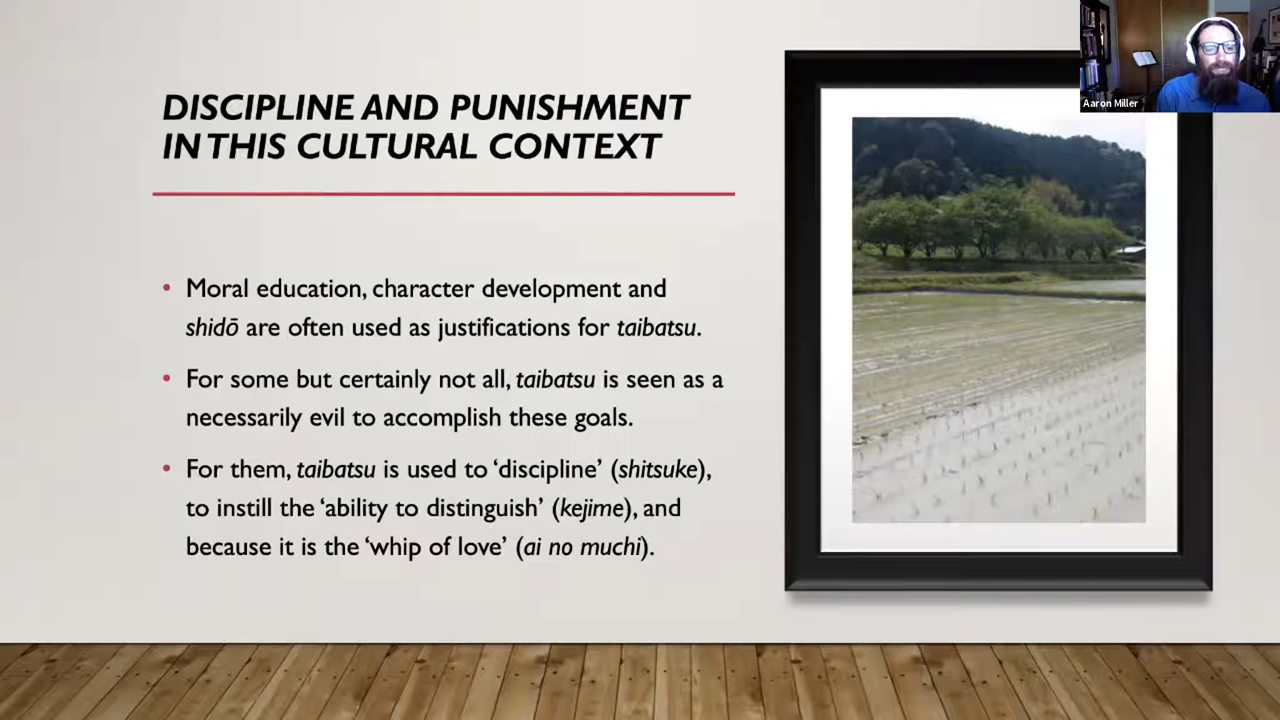 DISCIPLINE AND PUNISHMENT
IN THIS CULTURAL CONTEXT
• Moral education, character development and
shidō are often used as justifications for taibatsu.
• For some but certainly not all, taibatsu is seen as a
necessarily evil to accomplish these goals.
• For them, taibatsu is used to ‘discipline’ (shitsuke),
to instill the ‘ability to distinguish’ (kejime), and
because it is the ‘whip of love’ (ai no muchi).
Aaron Miller